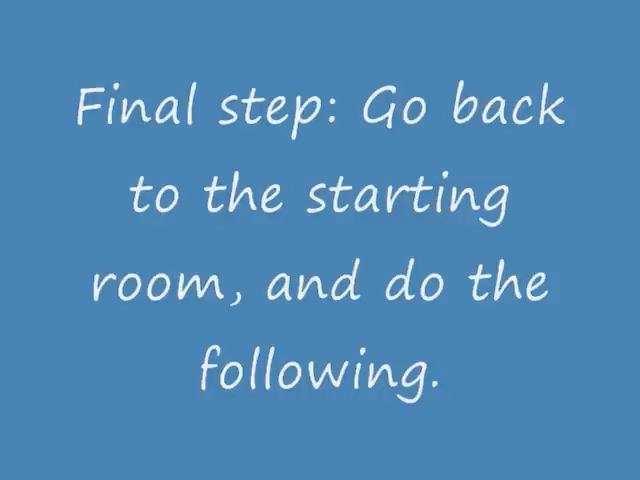 Final step: Go back
to the starting
room, and do the
following.